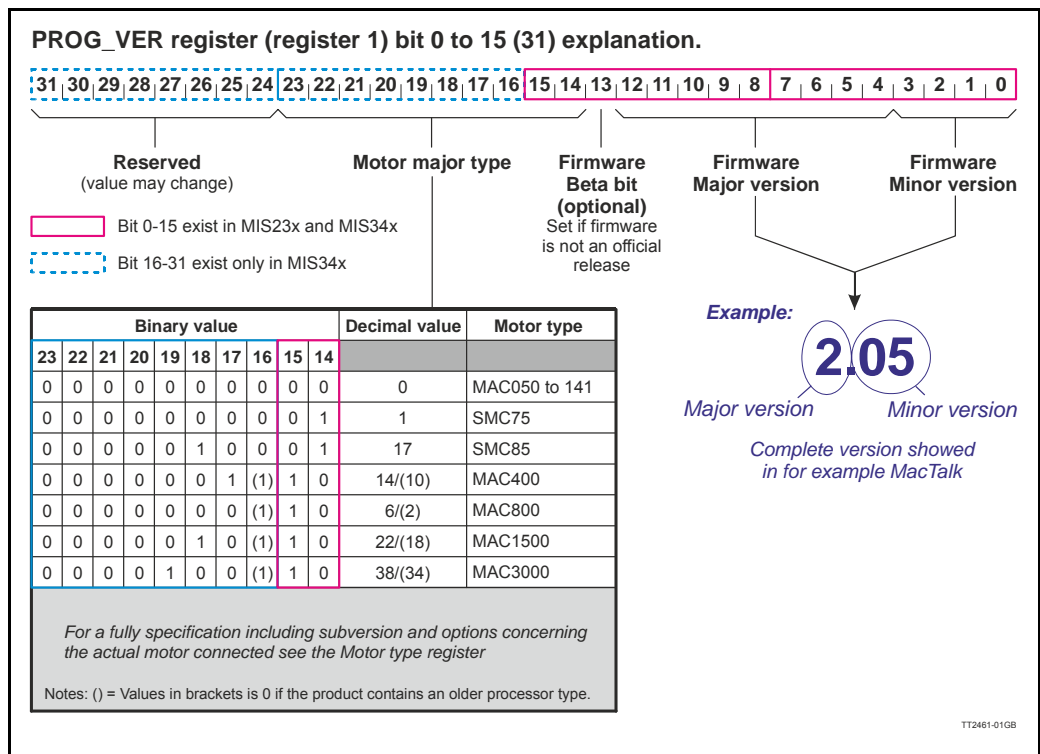 PROG_VER register (register 1) bit 0 to 15 (31) explanation.
31 30 29 28 27 26 25 24 23 22 21 20 19 18 17 16 15 14 13 12 11 10 9 8 7 6 5 4 3 2 1 0
Reserved
(value may change)
Motor major type
Firmware
Beta bit
(optional)
Set if firmware
is not an official
release
Firmware
Major version
Firmware
Minor version
Bit 0-15 exist in MIS23x and MIS34x
Bit 16-31 exist only in MIS34x
Binary value Decimal value Motor type
23 22 21 20 19 18 17 16 15 14
0 0 0 0 0 0 0 0 0 0 0 MAC050 to 141
0 0 0 0 0 0 0 0 0 1 1 SMC75
0 0 0 0 0 1 0 0 0 1 17 SMC85
0 0 0 0 0 0 1 (1) 1 0 14/(10) MAC400
0 0 0 0 0 0 0 (1) 1 0 6/(2) MAC800
0 0 0 0 0 1 0 (1) 1 0 22/(18) MAC1500
0 0 0 0 1 0 0 (1) 1 0 38/(34) MAC3000
For a fully specification including subversion and options concerning
the actual motor connected see the Motor type register
Notes: () = Values in brackets is 0 if the product contains an older processor type.
Example:
2.05
Major version
Minor version
Complete version showed
in for example MacTalk
TT2461-01GB